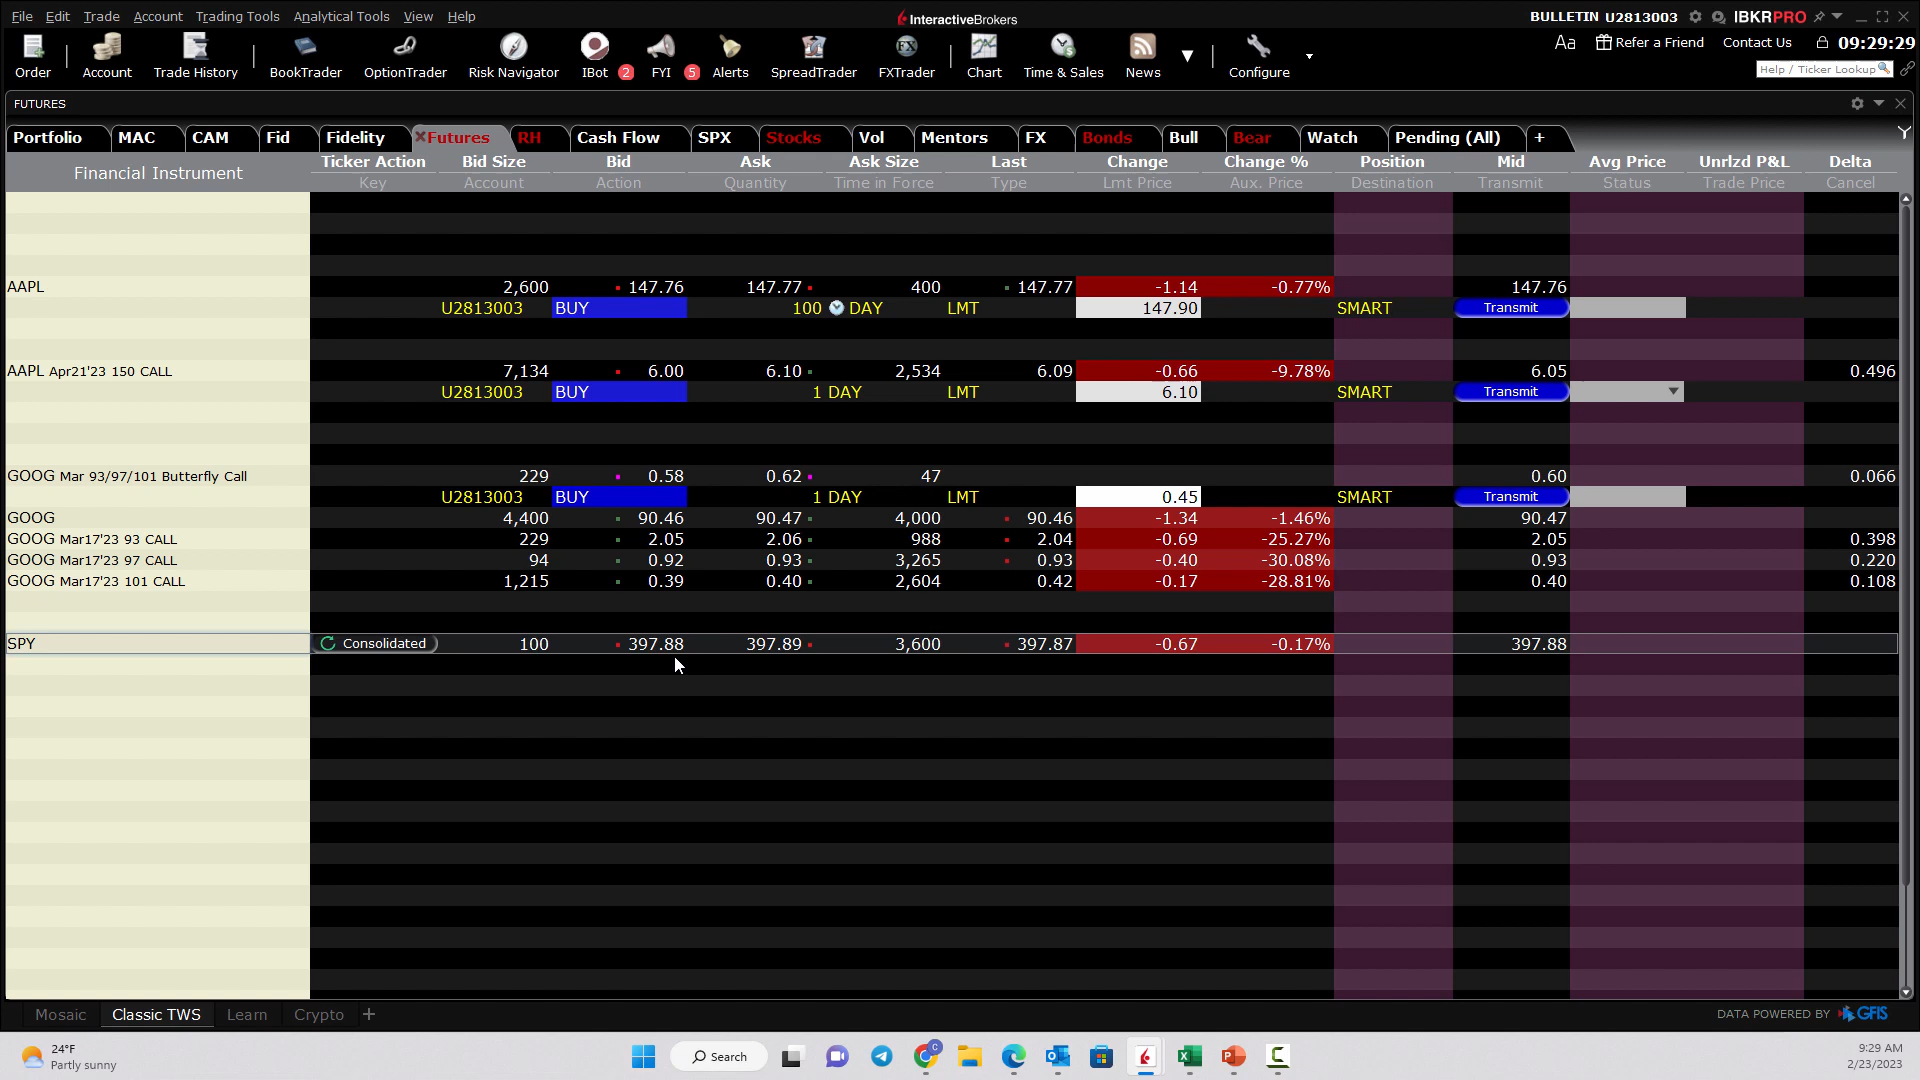 File Edit Trade Account Trading Tools Analytical Tools View Help
InteractiveBrokers
BULLETIN U2813003 IBKRPRO
Order Account Trade History BookTrader OptionTrader Risk Navigator IBot 2 FYI 5 Alerts SpreadTrader FXTrader Chart Time & Sales News Configure
Aa Refer a Friend Contact Us 09:29:29
Help / Ticker Lookup
FUTURES
Portfolio MAC CAM Fid Fidelity Futures RH Cash Flow SPX Stocks Vol Mentors FX Bonds Bull Bear Watch Pending (All) +
Financial Instrument
Ticker Action Bid Size Bid Ask Ask Size Last Change Change % Position Mid Avg Price Unrlzd P&L Delta
Key Account Action Quantity Time in Force Type Lmt Price Aux. Price Destination Transmit Status Trade Price Cancel
AAPL 2,600 147.76 147.77 400 147.77 -1.14 -0.77% 147.76
U2813003 BUY 100 DAY LMT 147.90 SMART Transmit
AAPL Apr21'23 150 CALL 7,134 6.00 6.10 2,534 6.09 -0.66 -9.78% 6.05 0.496
U2813003 BUY 1 DAY LMT 6.10 SMART Transmit
GOOG Mar 93/97/101 Butterfly Call 229 0.58 0.62 47 0.60 0.066
U2813003 BUY 1 DAY LMT 0.45 SMART Transmit
GOOG 4,400 90.46 90.47 4,000 90.46 -1.34 -1.46% 90.47
GOOG Mar17'23 93 CALL 229 2.05 2.06 988 2.04 -0.69 -25.27% 2.05 0.398
GOOG Mar17'23 97 CALL 94 0.92 0.93 3,265 0.93 -0.40 -30.08% 0.93 0.220
GOOG Mar17'23 101 CALL 1,215 0.39 0.40 2,604 0.42 -0.17 -28.81% 0.40 0.108
SPY Consolidated 100 397.88 397.89 3,600 397.87 -0.67 -0.17% 397.88
Mosaic Classic TWS Learn Crypto +
DATA POWERED BY GFIS
24°F
Partly sunny
Search
9:29 AM
2/23/2023